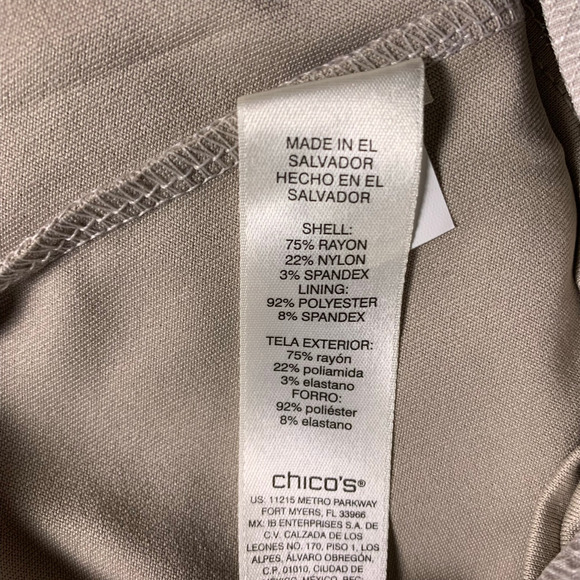 MADE IN EL
SALVADOR
HECHO EN EL
SALVADOR
SHELL:
75% RAYON
22% NYLON
3% SPANDEX
LINING:
92% POLYESTER
8% SPANDEX
TELA EXTERIOR:
75% rayón
22% poliamida
3% elastano
FORRO:
92% poliéster
8% elastano
chico's®
US: 11215 METRO PARKWAY
FORT MYERS, FL 33966
MX: IB ENTERPRISES S.A. DE
C.V. CALZADA DE LOS
LEONES NO. 170, PISO 1, LOS
ALPES, ÁLVARO OBREGÓN,
C.P. 01010, CIUDAD DE
MÉXICO, MÉXICO, REC: